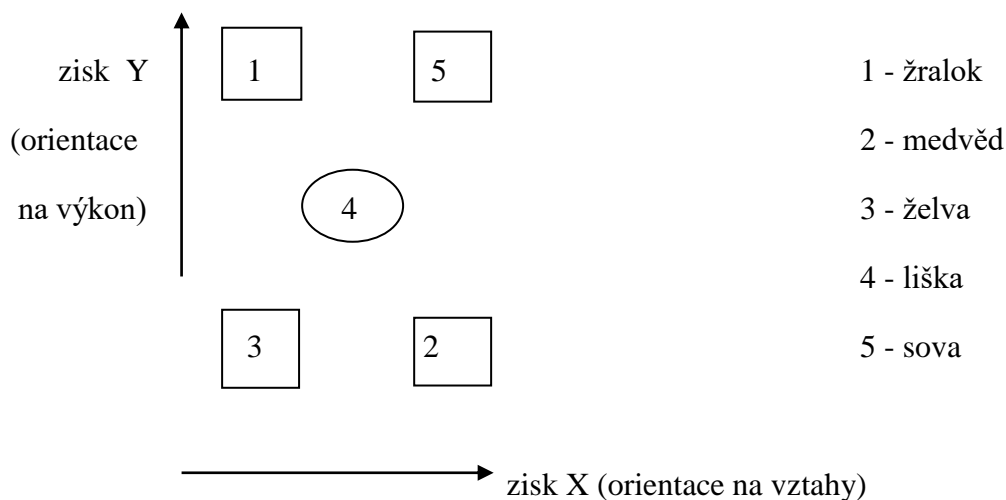 zisk Y 1 5 1 - žralok
(orientace 2 - medvěd
na výkon) 4 3 - želva
4 - liška
3 2 5 - sova
zisk X (orientace na vztahy)